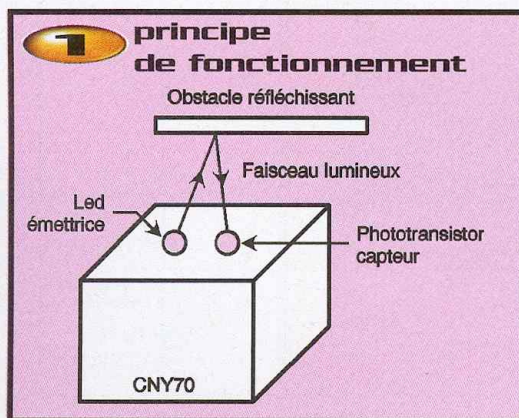 1 principe
de fonctionnement
Obstacle réfléchissant
Faisceau lumineux
Led
émettrice
Phototransistor
capteur
CNY70